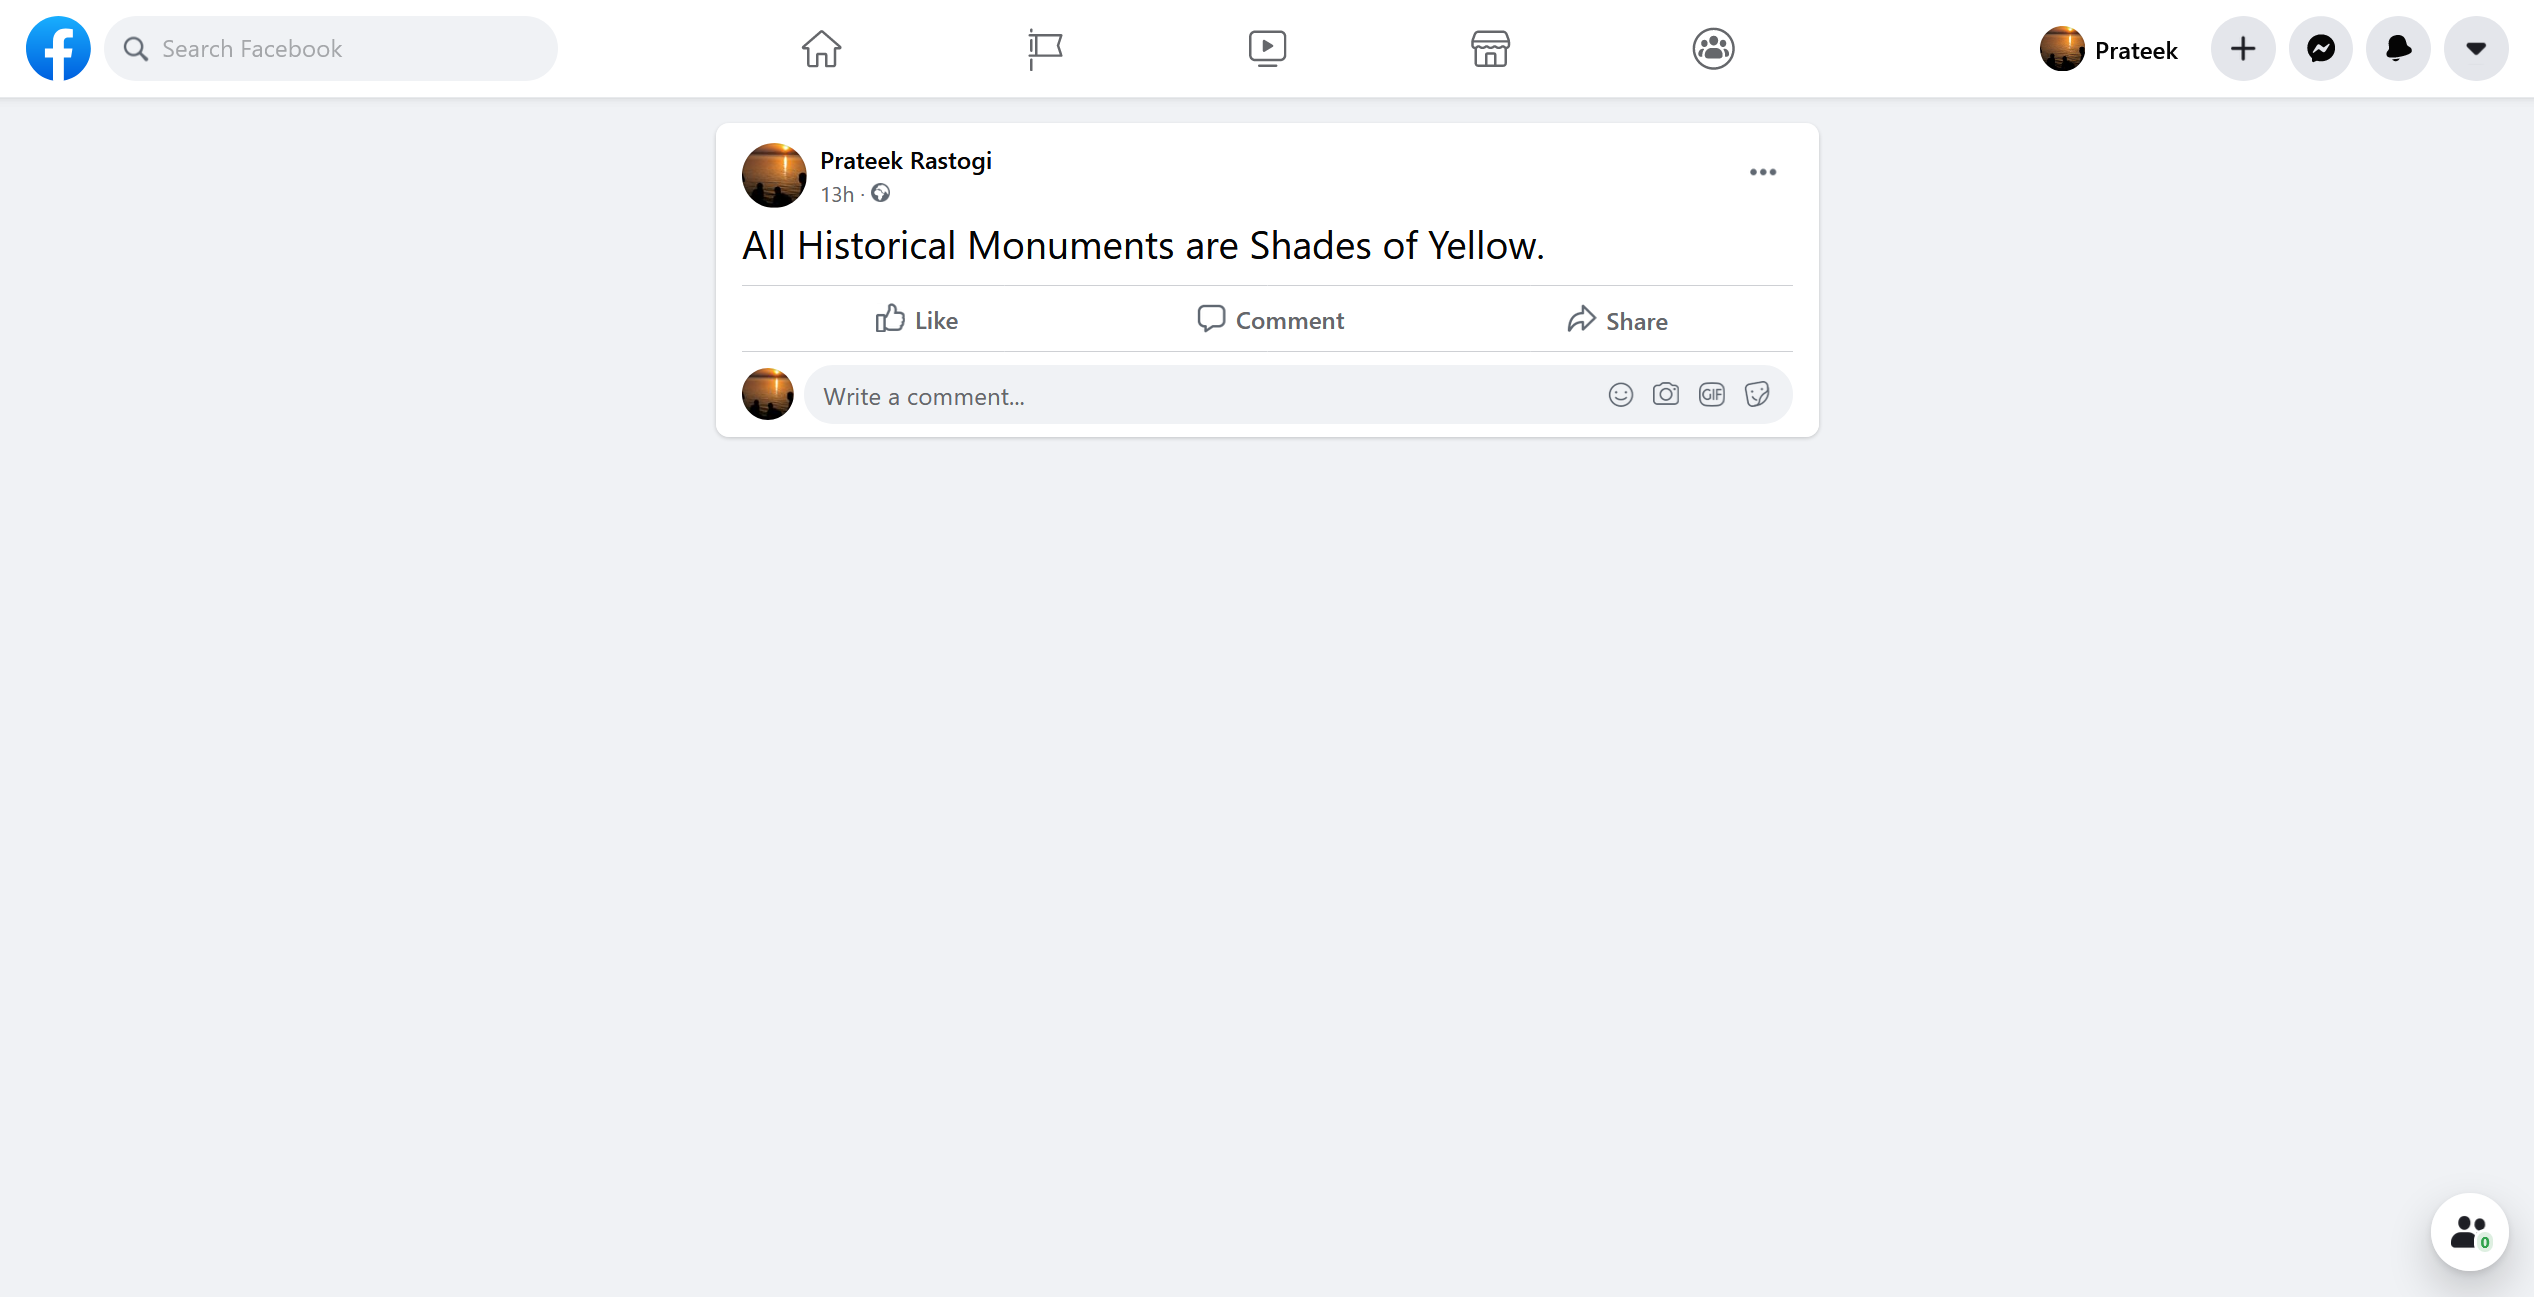 Search Facebook
Prateek
Prateek Rastogi
13h ·
All Historical Monuments are Shades of Yellow.
Like Comment Share
Write a comment...
GIF
0